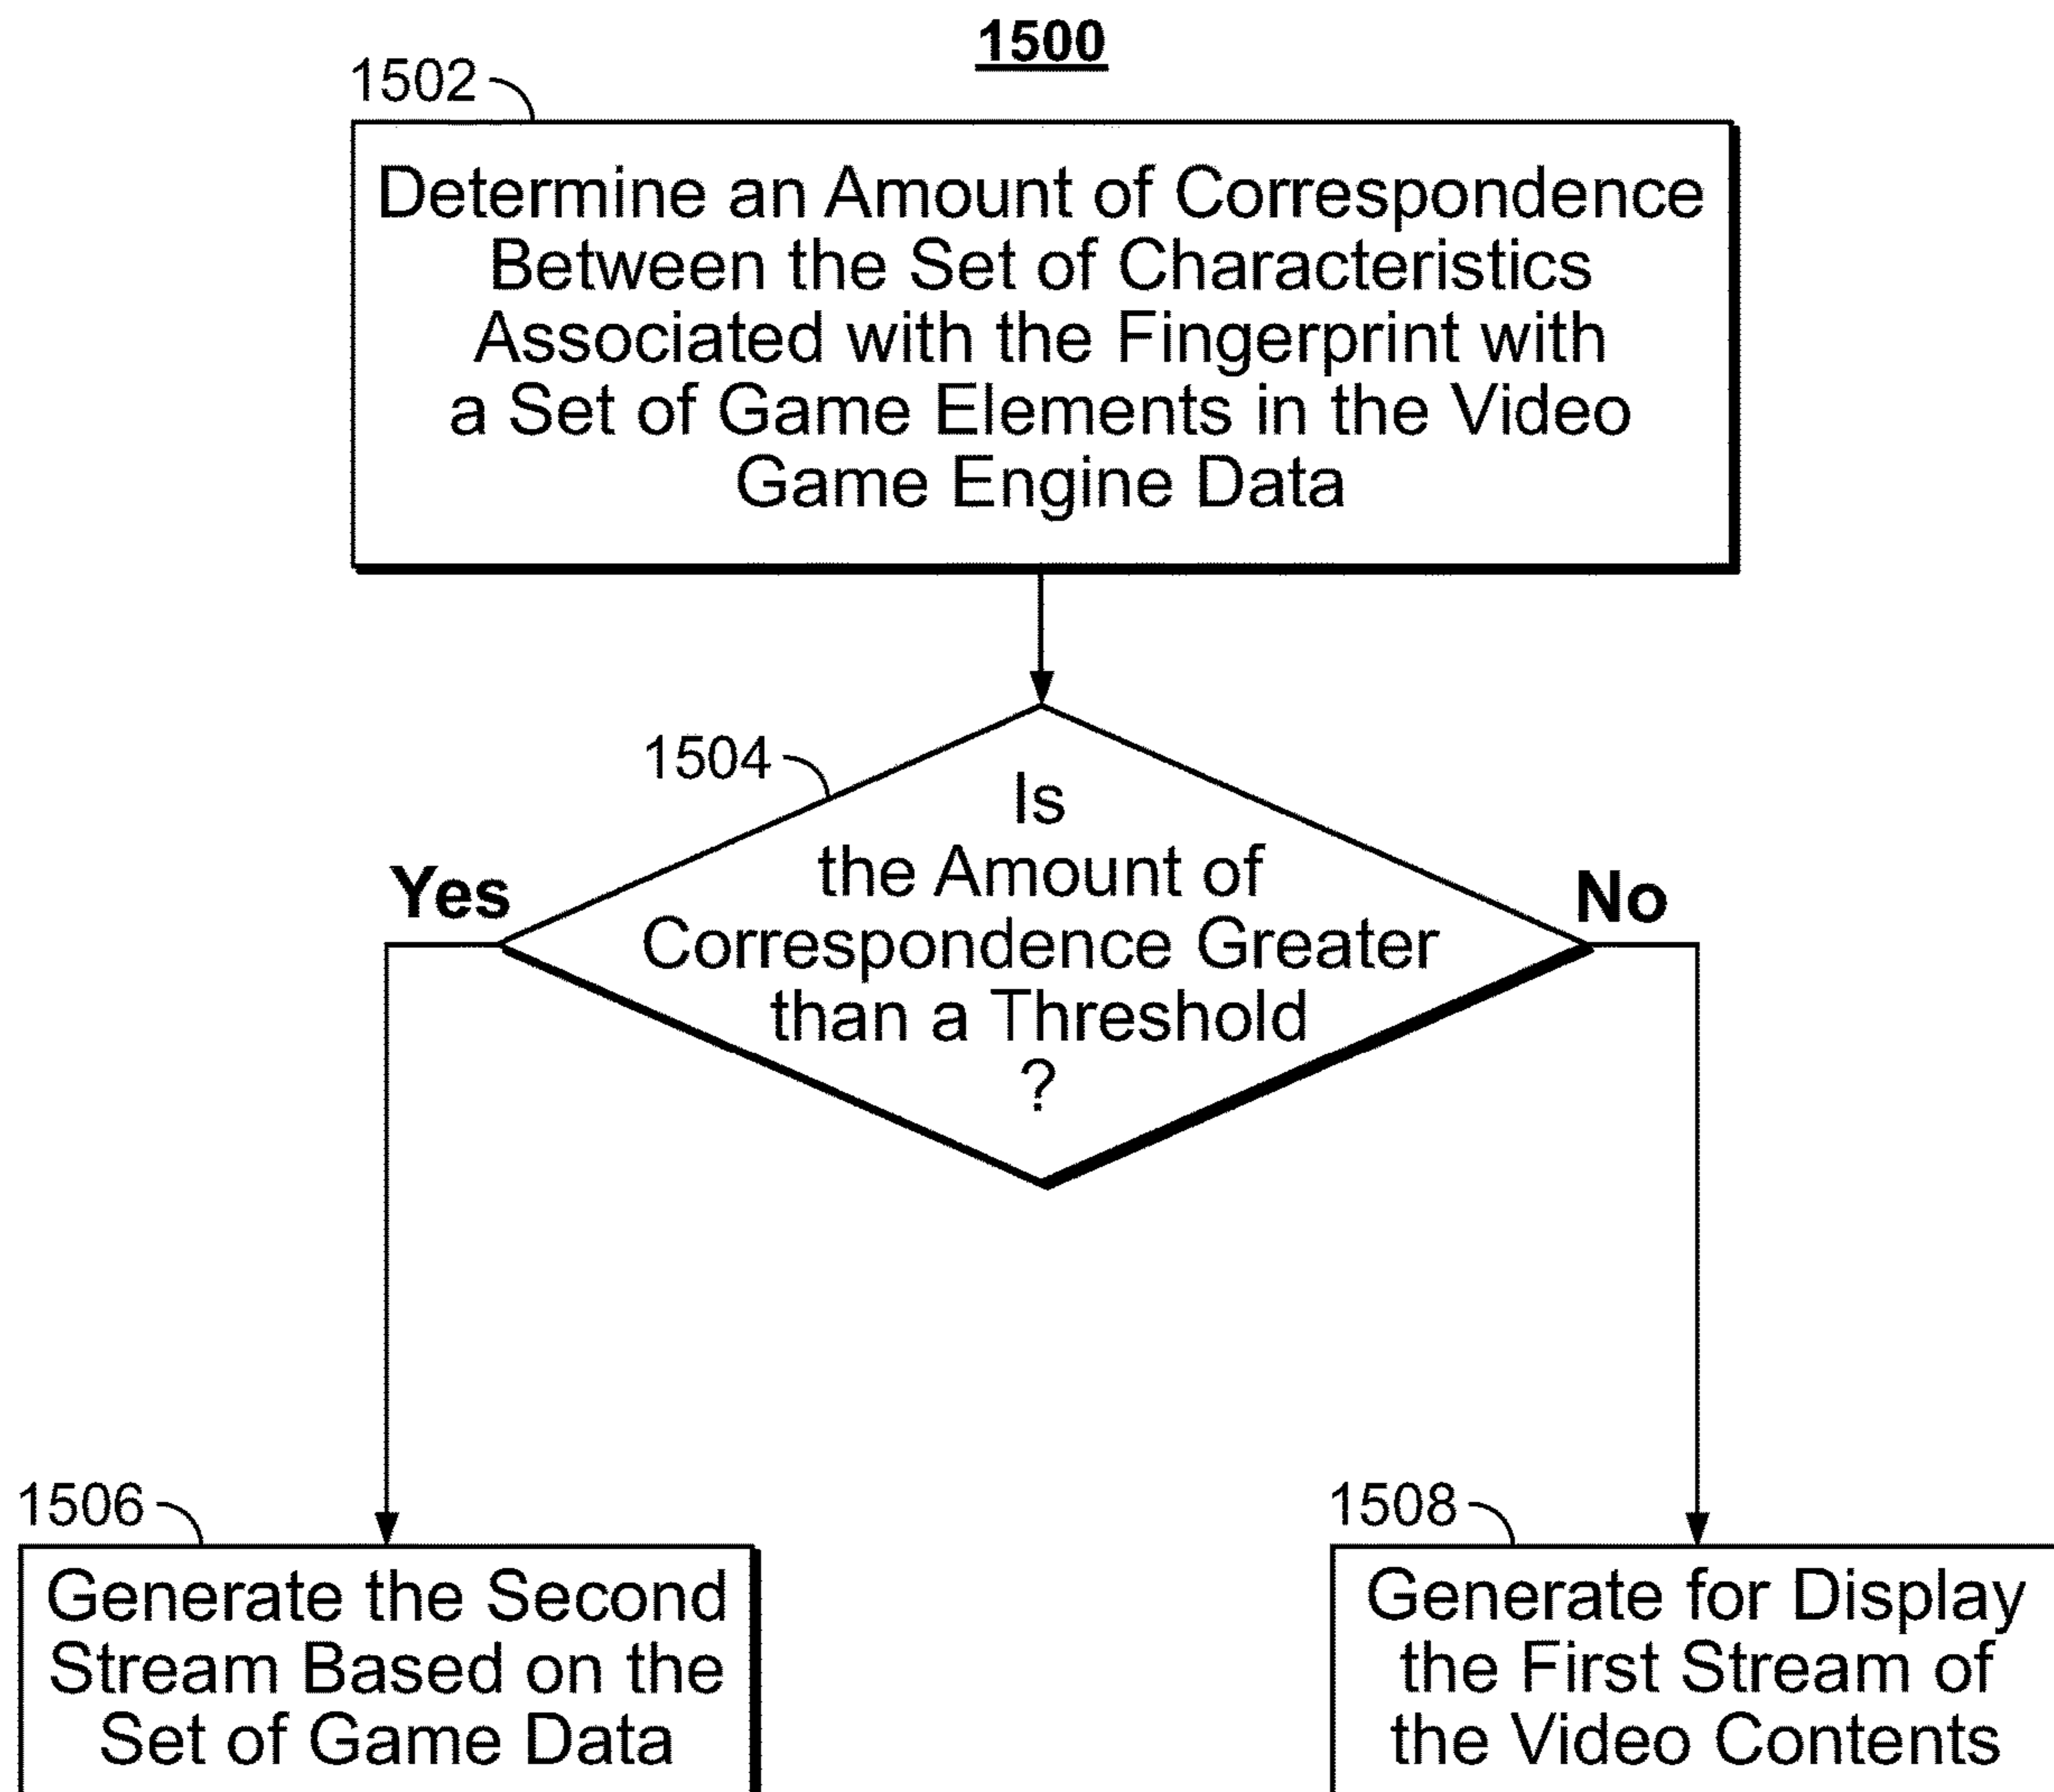 1500
1502
Determine an Amount of Correspondence
Between the Set of Characteristics
Associated with the Fingerprint with
a Set of Game Elements in the Video
Game Engine Data
1504
Is
the Amount of
Correspondence Greater
than a Threshold
?
Yes
No
1506
Generate the Second
Stream Based on the
Set of Game Data
1508
Generate for Display
the First Stream of
the Video Contents